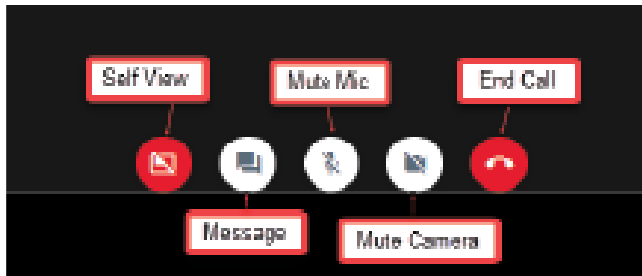 Self View
Mute Mic
End Call
Message
Mute Camera